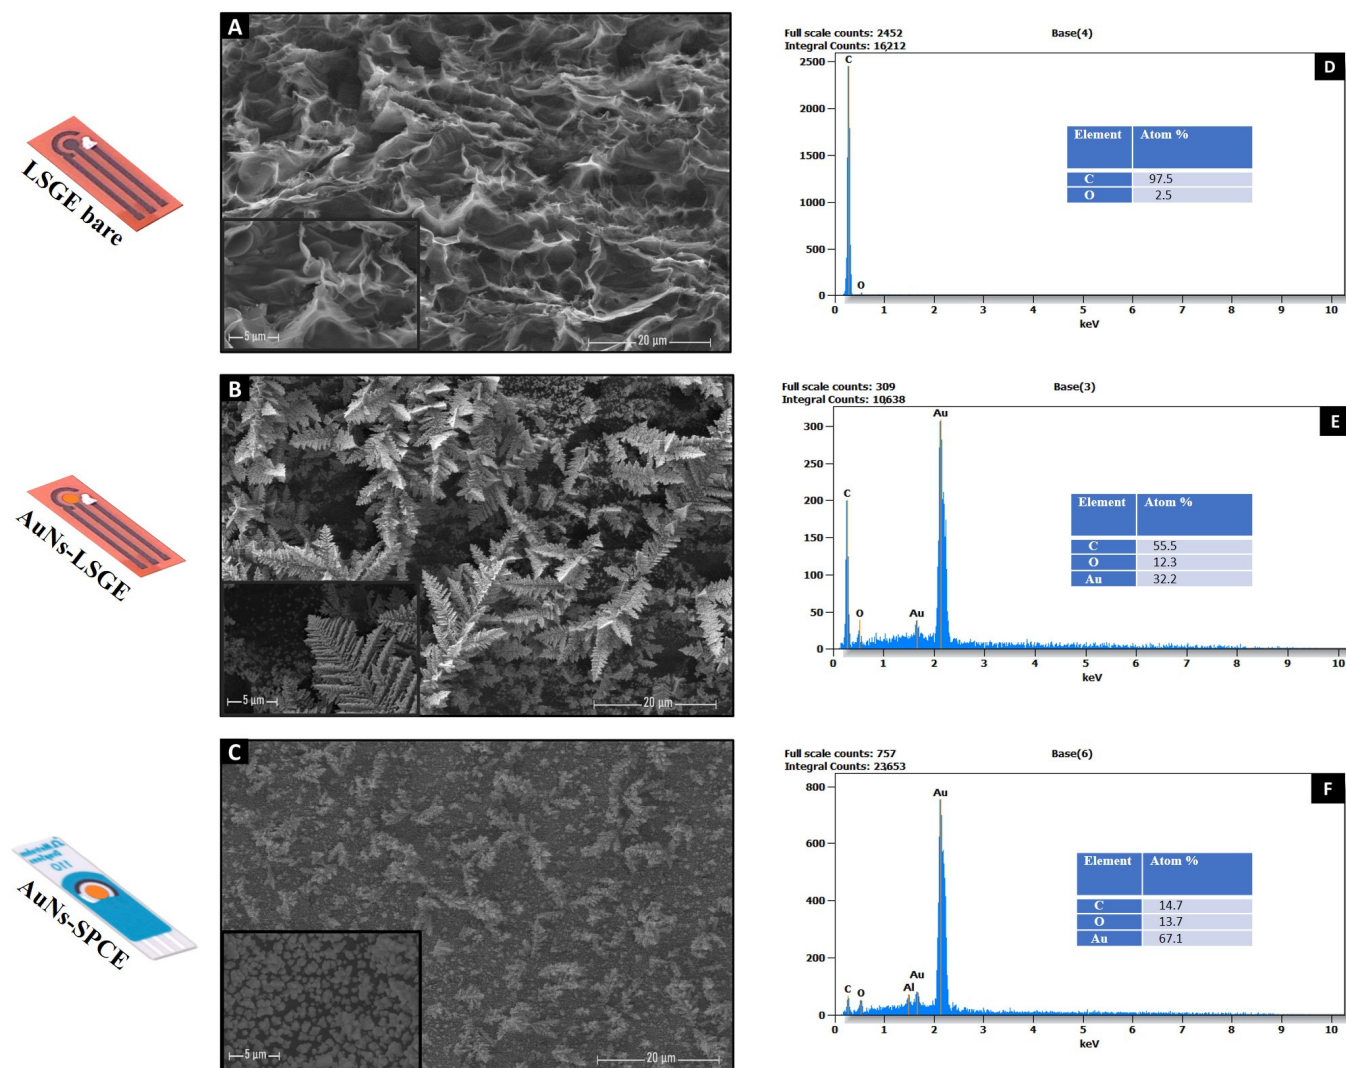 LSGE bare
A
5 µm
20 µm
Full scale counts: 2452
Integral Counts: 16212
Base(4)
D
C
O
2500
2000
1500
1000
500
0
0 1 2 3 4 5 6 7 8 9 10
keV
Element Atom %
C 97.5
O 2.5
AuNs-LSGE
B
5 µm
20 µm
Full scale counts: 309
Integral Counts: 10638
Base(3)
E
Au
C
O
Au
300
250
200
150
100
50
0
0 1 2 3 4 5 6 7 8 9 10
keV
Element Atom %
C 55.5
O 12.3
Au 32.2
110
AuNs-SPCE
C
5 µm
20 µm
Full scale counts: 757
Integral Counts: 23653
Base(6)
F
Au
C
O
Al
Au
800
600
400
200
0
0 1 2 3 4 5 6 7 8 9 10
keV
Element Atom %
C 14.7
O 13.7
Au 67.1